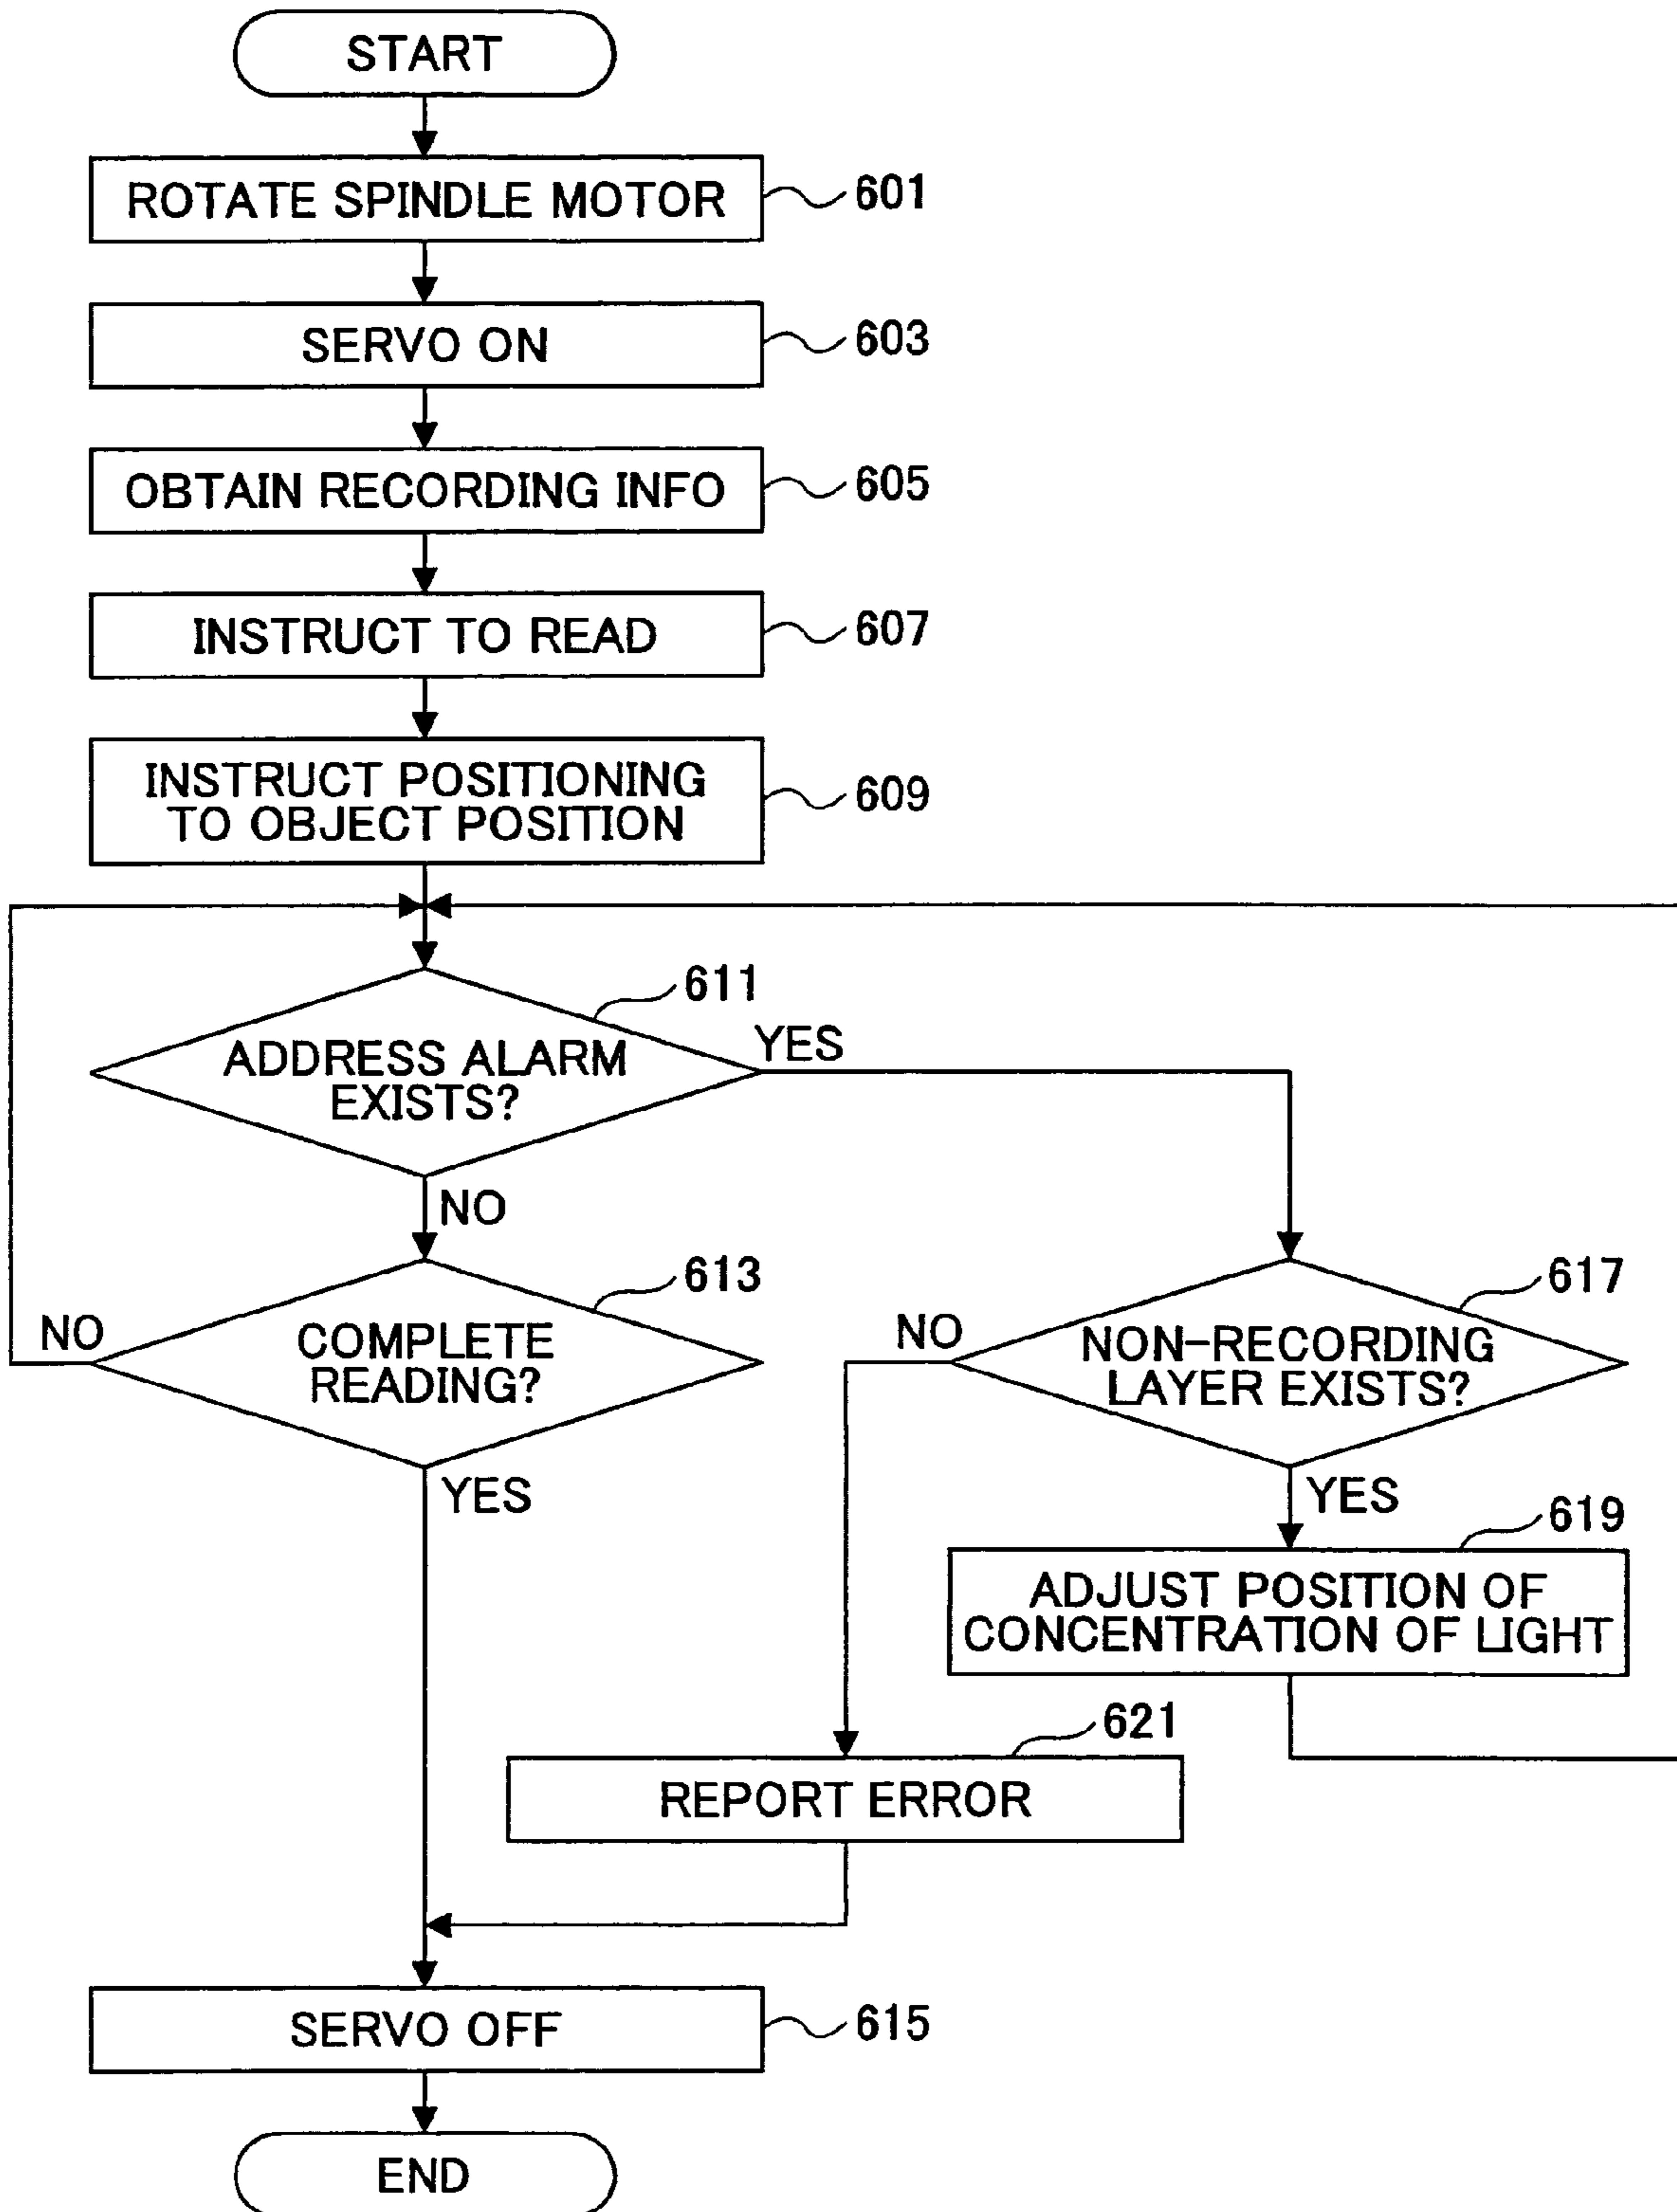 START
ROTATE SPINDLE MOTOR
601
SERVO ON
603
OBTAIN RECORDING INFO
605
INSTRUCT TO READ
607
INSTRUCT POSITIONING
TO OBJECT POSITION
609
611
ADDRESS ALARM
EXISTS?
YES
NO
613
COMPLETE
READING?
NO
YES
617
NON-RECORDING
LAYER EXISTS?
NO
YES
619
ADJUST POSITION OF
CONCENTRATION OF LIGHT
621
REPORT ERROR
SERVO OFF
615
END